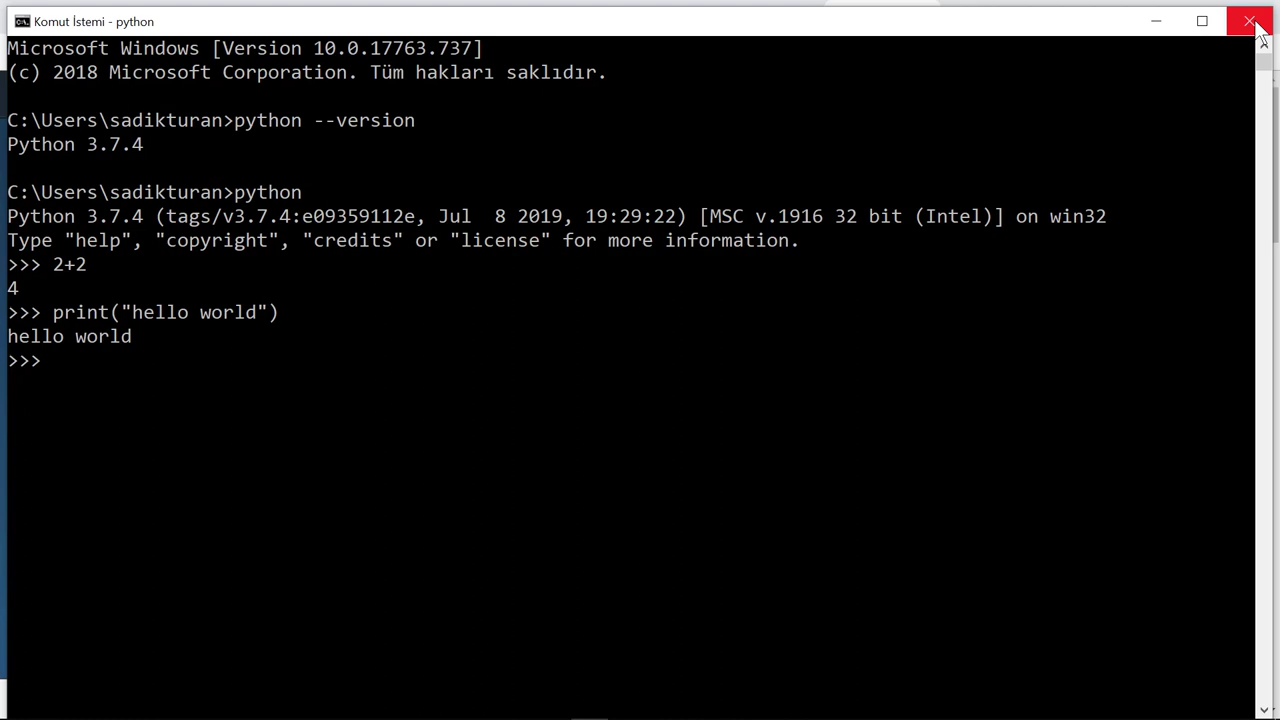 Komut İstemi - python
Microsoft Windows [Version 10.0.17763.737]
(c) 2018 Microsoft Corporation. Tüm hakları saklıdır.
C:\Users\sadikturan>python --version
Python 3.7.4
C:\Users\sadikturan>python
Python 3.7.4 (tags/v3.7.4:e09359112e, Jul  8 2019, 19:29:22) [MSC v.1916 32 bit (Intel)] on win32
Type "help", "copyright", "credits" or "license" for more information.
>>> 2+2
4
>>> print("hello world")
hello world
>>>